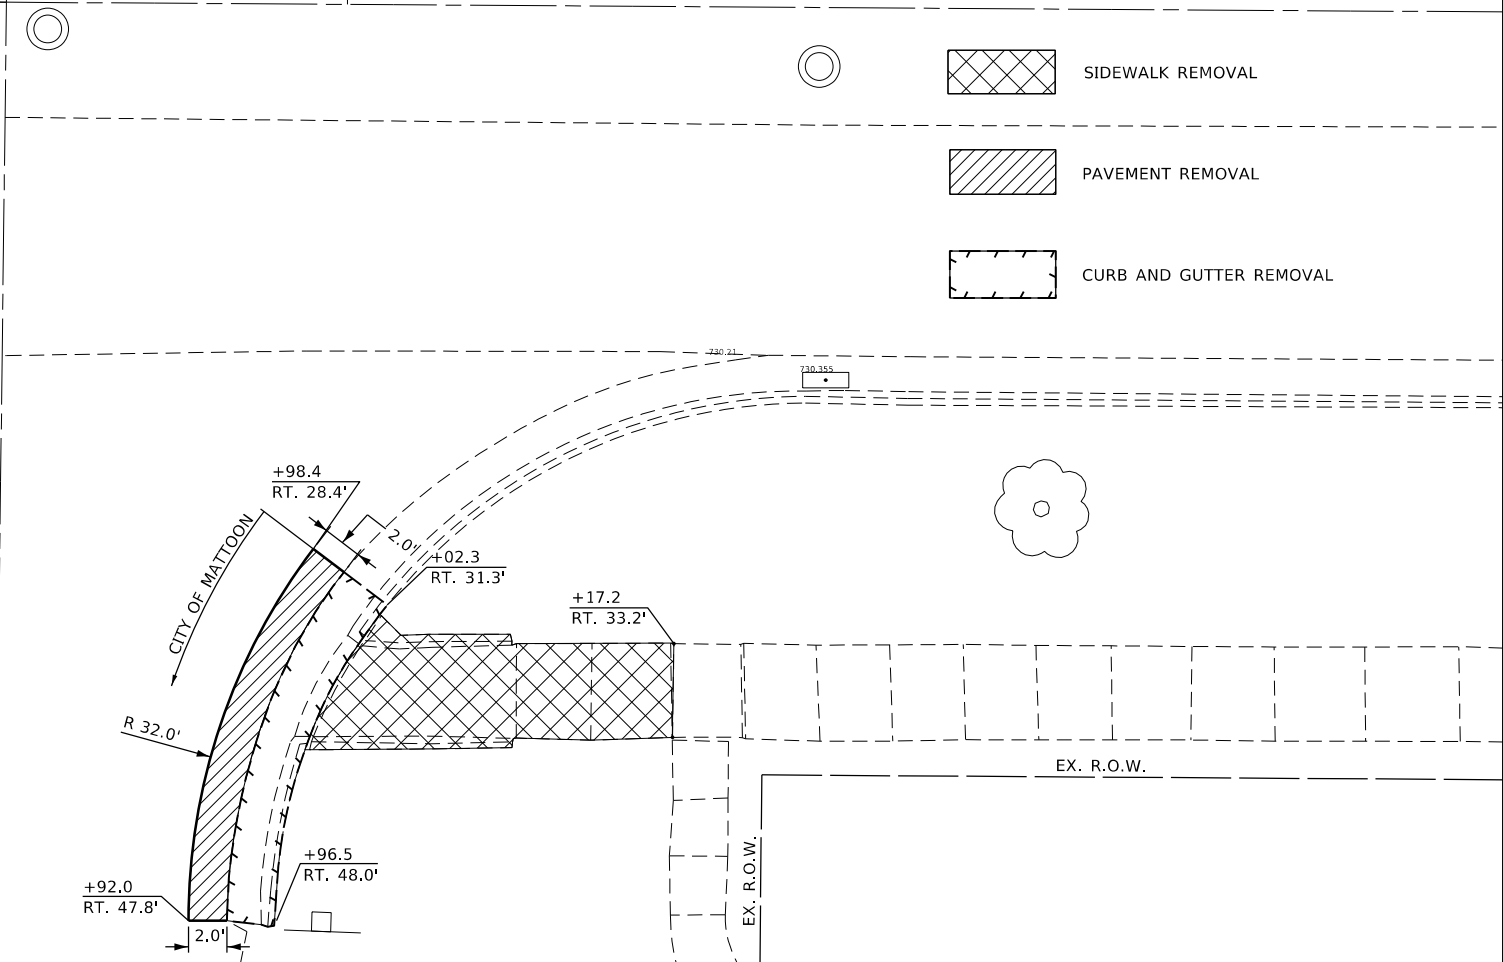 SIDEWALK REMOVAL
PAVEMENT REMOVAL
CURB AND GUTTER REMOVAL
730.21
730.355
+98.4
RT. 28.4'
CITY OF MATTOON
2.0'
+02.3
RT. 31.3'
+17.2
RT. 33.2'
R 32.0'
EX. R.O.W.
EX. R.O.W.
+96.5
RT. 48.0'
+92.0
RT. 47.8'
2.0'